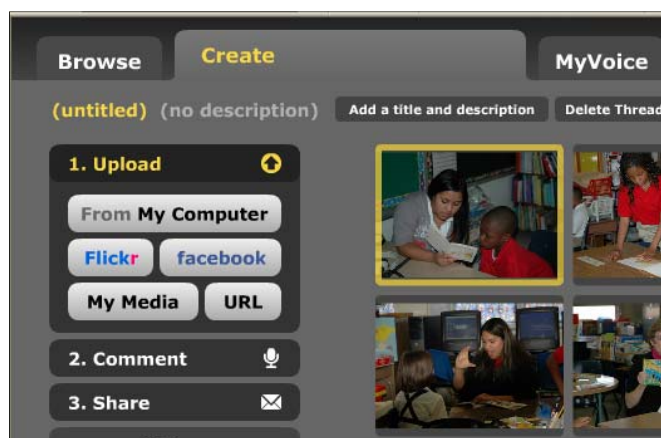 Browse
Create
MyVoice
(untitled) (no description)
Add a title and description
Delete Thread
1. Upload
From My Computer
Flickr
facebook
My Media
URL
2. Comment
3. Share